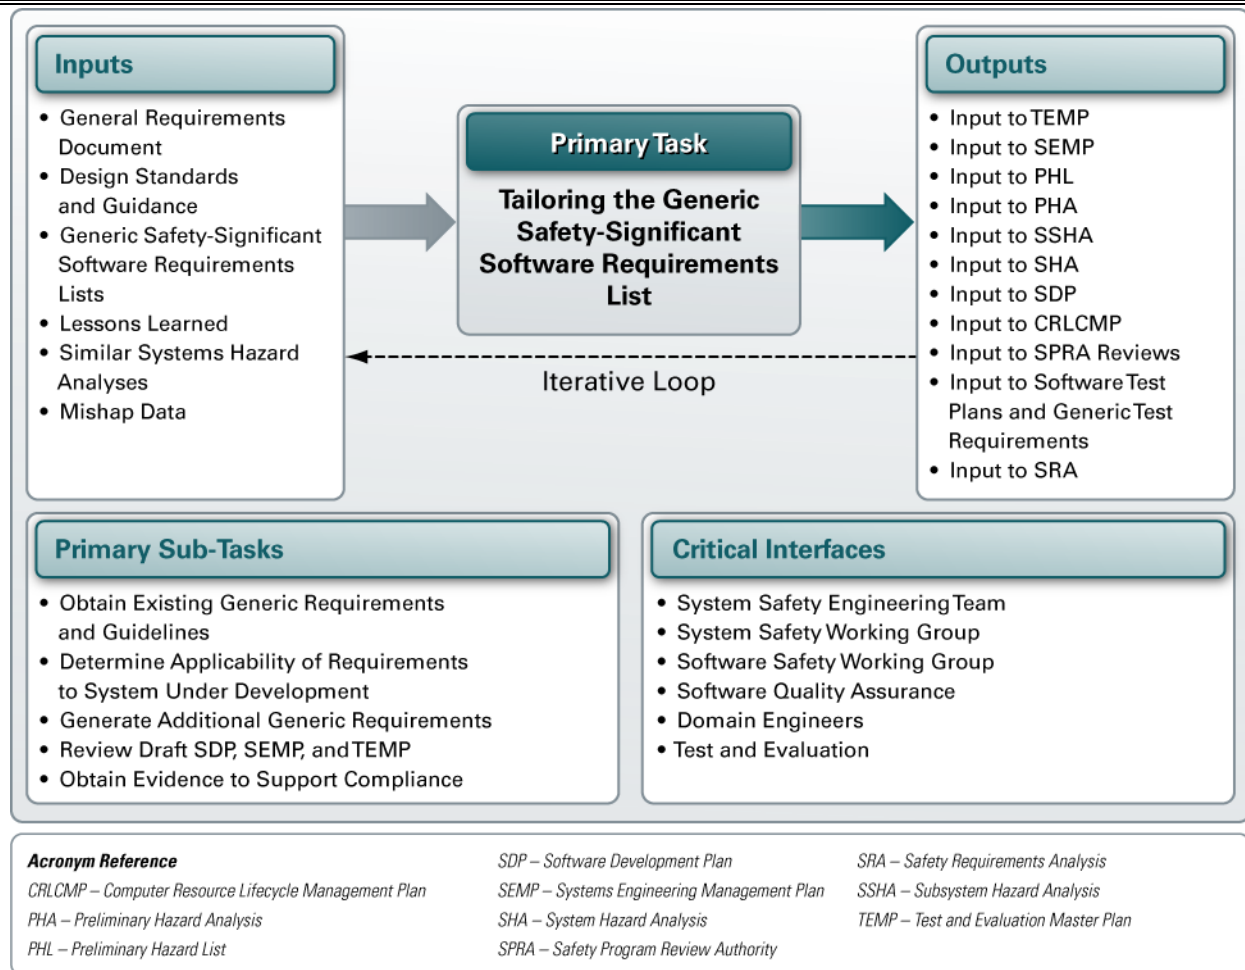 Inputs
• General Requirements
Document
• Design Standards
and Guidance
• Generic Safety-Significant
Software Requirements
Lists
• Lessons Learned
• Similar Systems Hazard
Analyses
• Mishap Data
Primary Task
Tailoring the Generic
Safety-Significant
Software Requirements
List
Iterative Loop
Outputs
• Input to TEMP
• Input to SEMP
• Input to PHL
• Input to PHA
• Input to SSHA
• Input to SHA
• Input to SDP
• Input to CRLCMP
• Input to SPRA Reviews
• Input to Software Test
Plans and Generic Test
Requirements
• Input to SRA
Primary Sub-Tasks
• Obtain Existing Generic Requirements
and Guidelines
• Determine Applicability of Requirements
to System Under Development
• Generate Additional Generic Requirements
• Review Draft SDP, SEMP, and TEMP
• Obtain Evidence to Support Compliance
Critical Interfaces
• System Safety Engineering Team
• System Safety Working Group
• Software Safety Working Group
• Software Quality Assurance
• Domain Engineers
• Test and Evaluation
Acronym Reference
CRLCMP – Computer Resource Lifecycle Management Plan
PHA – Preliminary Hazard Analysis
PHL – Preliminary Hazard List
SDP – Software Development Plan
SEMP – Systems Engineering Management Plan
SHA – System Hazard Analysis
SPRA – Safety Program Review Authority
SRA – Safety Requirements Analysis
SSHA – Subsystem Hazard Analysis
TEMP – Test and Evaluation Master Plan